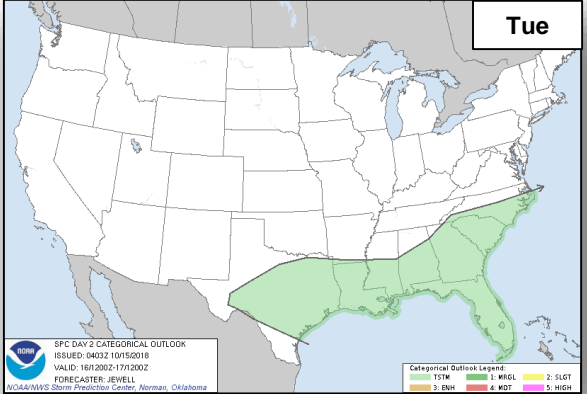 Tue
NOAA
SPC DAY 2 CATEGORICAL OUTLOOK
ISSUED: 0403Z 10/15/2018
VALID: 16/1200Z-17/1200Z
FORECASTER: JEWELL
NOAA/NWS Storm Prediction Center, Norman, Oklahoma
Categorical Outlook Legend:
TSTM 1: MRGL 2: SLGT
3: ENH 4: MDT 5: HIGH